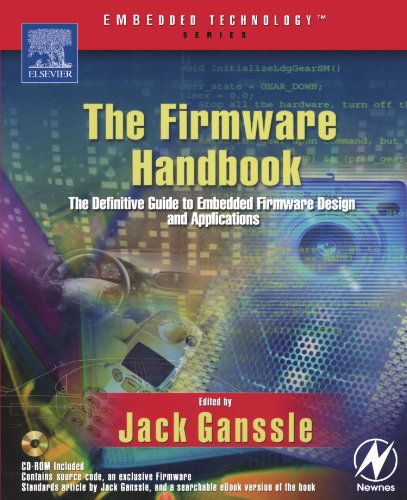 EMBEDDED TECHNOLOGY™
SERIES
ELSEVIER
void InitializeLdgGearSM()
curr_state = GEAR_DOWN;
timer = 0.0;
Stop all the hardware, turn off the
The Firmware
Handbook
The Definitive Guide to Embedded Firmware Design
and Applications
Edited by
Jack Ganssle
CD-ROM Included
Contains source code, an exclusive Firmware
Standards article by Jack Ganssle, and a searchable eBook version of the book
Newnes